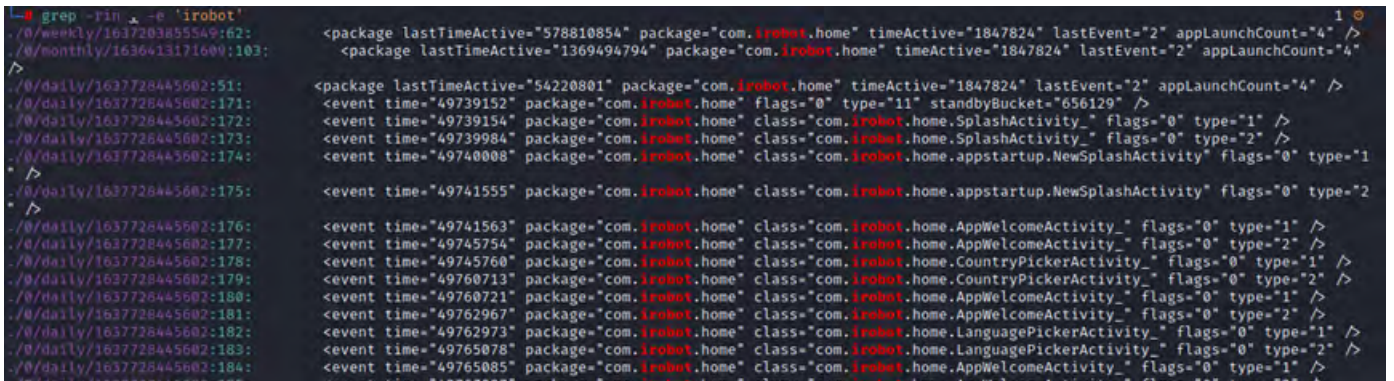 grep -rin . -e 'irobot' 1
./0/weekly/1637203855549:62: <package lastTimeActive="578810854" package="com.irobot.home" timeActive="1847824" lastEvent="2" appLaunchCount="4" />
./0/monthly/1636413171609:103: <package lastTimeActive="1369494794" package="com.irobot.home" timeActive="1847824" lastEvent="2" appLaunchCount="4"
/>
./0/daily/1637728445602:51: <package lastTimeActive="54220801" package="com.irobot.home" timeActive="1847824" lastEvent="2" appLaunchCount="4" />
./0/daily/1637728445602:171: <event time="49739152" package="com.irobot.home" flags="0" type="11" standbyBucket="656129" />
./0/daily/1637728445602:172: <event time="49739154" package="com.irobot.home" class="com.irobot.home.SplashActivity_" flags="0" type="1" />
./0/daily/1637728445602:173: <event time="49739984" package="com.irobot.home" class="com.irobot.home.SplashActivity_" flags="0" type="2" />
./0/daily/1637728445602:174: <event time="49740008" package="com.irobot.home" class="com.irobot.home.appstartup.NewSplashActivity" flags="0" type="1
" />
./0/daily/1637728445602:175: <event time="49741555" package="com.irobot.home" class="com.irobot.home.appstartup.NewSplashActivity" flags="0" type="2
" />
./0/daily/1637728445602:176: <event time="49741563" package="com.irobot.home" class="com.irobot.home.AppWelcomeActivity_" flags="0" type="1" />
./0/daily/1637728445602:177: <event time="49745754" package="com.irobot.home" class="com.irobot.home.AppWelcomeActivity_" flags="0" type="2" />
./0/daily/1637728445602:178: <event time="49745760" package="com.irobot.home" class="com.irobot.home.CountryPickerActivity_" flags="0" type="1" />
./0/daily/1637728445602:179: <event time="49760713" package="com.irobot.home" class="com.irobot.home.CountryPickerActivity_" flags="0" type="2" />
./0/daily/1637728445602:180: <event time="49760721" package="com.irobot.home" class="com.irobot.home.AppWelcomeActivity_" flags="0" type="1" />
./0/daily/1637728445602:181: <event time="49762967" package="com.irobot.home" class="com.irobot.home.AppWelcomeActivity_" flags="0" type="2" />
./0/daily/1637728445602:182: <event time="49762973" package="com.irobot.home" class="com.irobot.home.LanguagePickerActivity_" flags="0" type="1" />
./0/daily/1637728445602:183: <event time="49765078" package="com.irobot.home" class="com.irobot.home.LanguagePickerActivity_" flags="0" type="2" />
./0/daily/1637728445602:184: <event time="49765085" package="com.irobot.home" class="com.irobot.home.AppWelcomeActivity_" flags="0" type="1" />